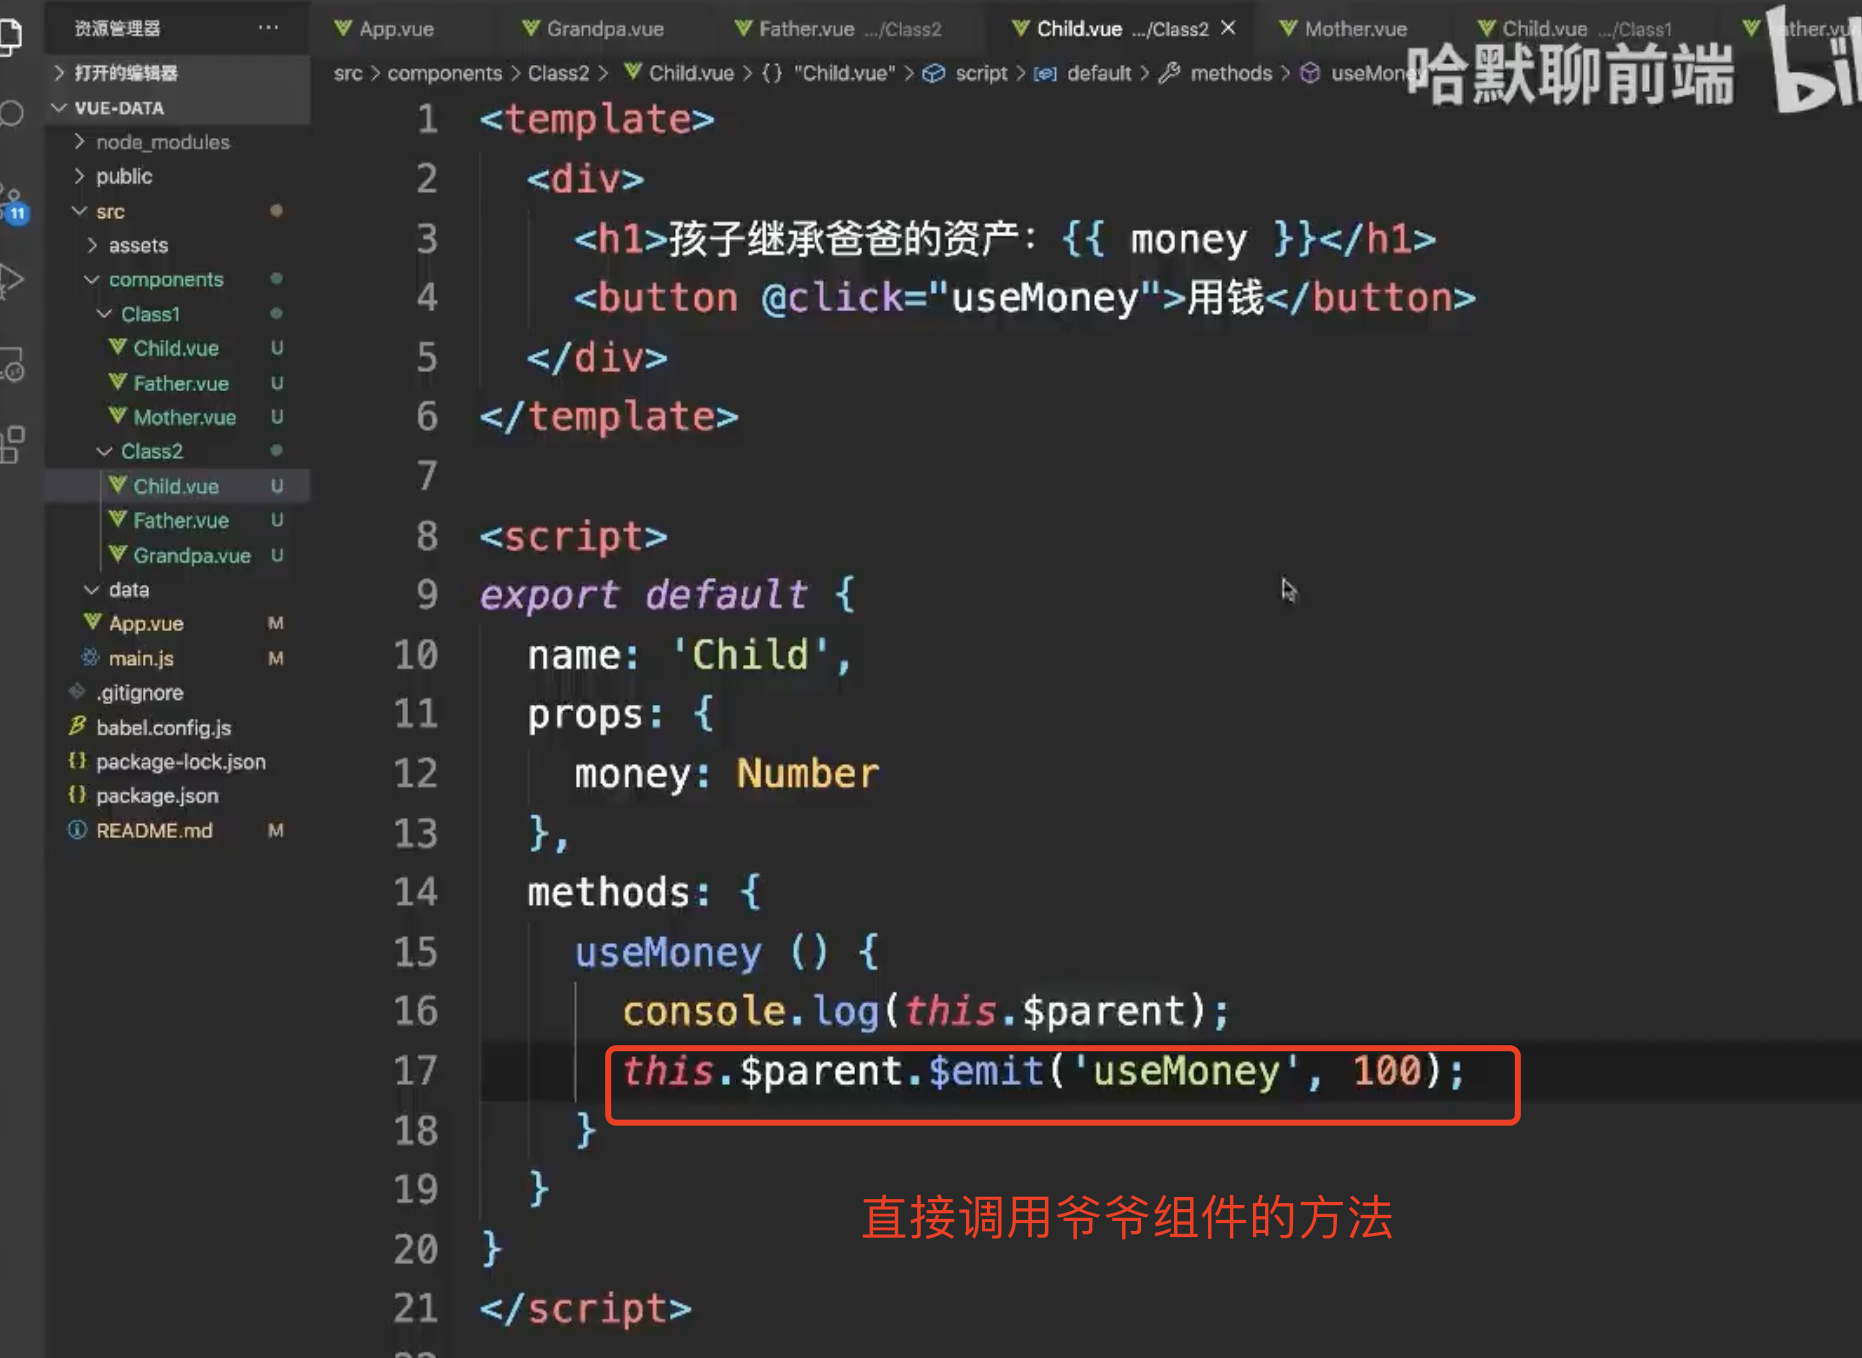 资源管理器 ···
App.vue Grandpa.vue Father.vue .../Class2 Child.vue .../Class2 Mother.vue Child.vue .../Class1
打开的编辑器
src > components > Class2 > Child.vue > {} "Child.vue" > script > default > methods >
哈默聊前端
VUE-DATA
node_modules
public
src
assets
components
Class1
Child.vue U
Father.vue U
Mother.vue U
Class2
Child.vue U
Father.vue U
Grandpa.vue U
data
App.vue M
main.js M
.gitignore
babel.config.js
package-lock.json
package.json
README.md M
11
1 <template>
2 <div>
3 <h1>孩子继承爸爸的资产：{{ money }}</h1>
4 <button @click="useMoney">用钱</button>
5 </div>
6 </template>
7
8 <script>
9 export default {
10 name: 'Child',
11 props: {
12 money: Number
13 },
14 methods: {
15 useMoney () {
16 console.log(this.$parent);
17 this.$parent.$emit('useMoney', 100);
18 }
19 }
20 }
21 </script>
直接调用爷爷组件的方法